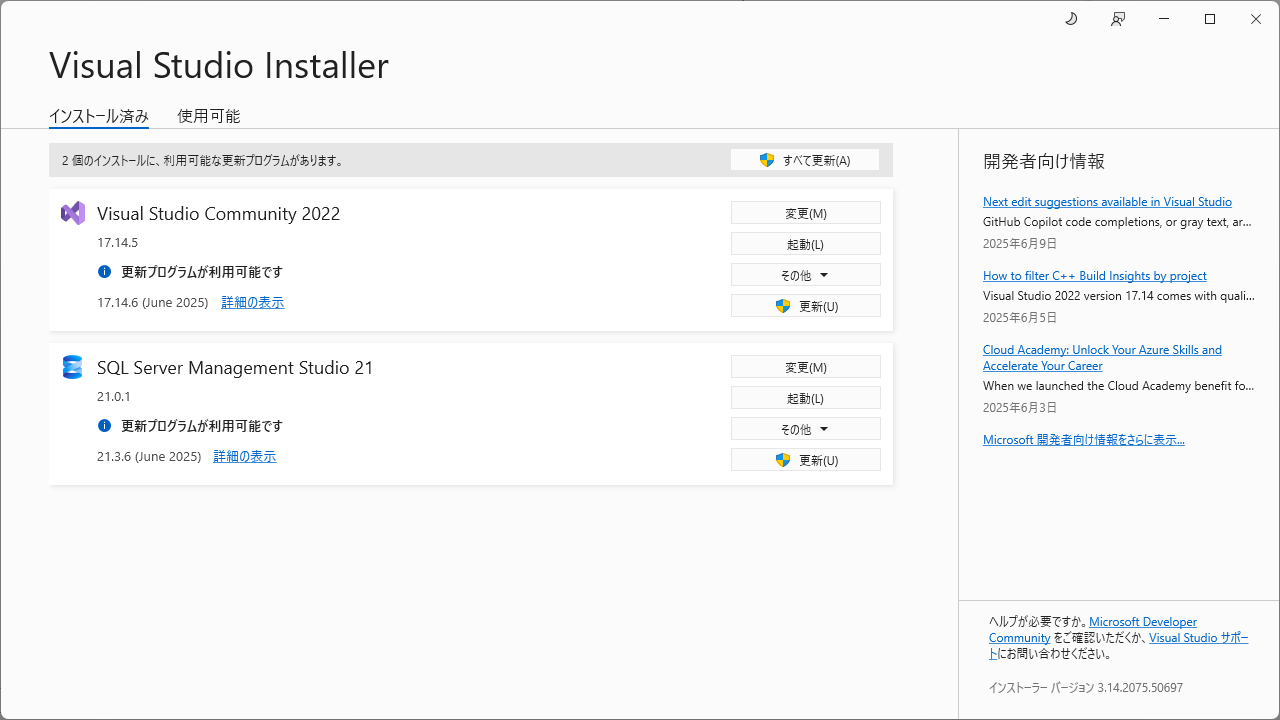 Visual Studio Installer
インストール済み
使用可能
2 個のインストールに、利用可能な更新プログラムがあります。
すべて更新(A)
Visual Studio Community 2022
17.14.5
更新プログラムが利用可能です
17.14.6 (June 2025)
詳細の表示
変更(M)
起動(L)
その他
更新(U)
SQL Server Management Studio 21
21.0.1
更新プログラムが利用可能です
21.3.6 (June 2025)
詳細の表示
変更(M)
起動(L)
その他
更新(U)
開発者向け情報
Next edit suggestions available in Visual Studio
GitHub Copilot code completions, or gray text, ar...
2025年6月9日
How to filter C++ Build Insights by project
Visual Studio 2022 version 17.14 comes with quali...
2025年6月5日
Cloud Academy: Unlock Your Azure Skills and
Accelerate Your Career
When we launched the Cloud Academy benefit fo...
2025年6月3日
Microsoft 開発者向け情報をさらに表示...
ヘルプが必要ですか。Microsoft Developer
Community をご確認いただくか、Visual Studio サポー
トにお問い合わせください。
インストーラー バージョン 3.14.2075.50697